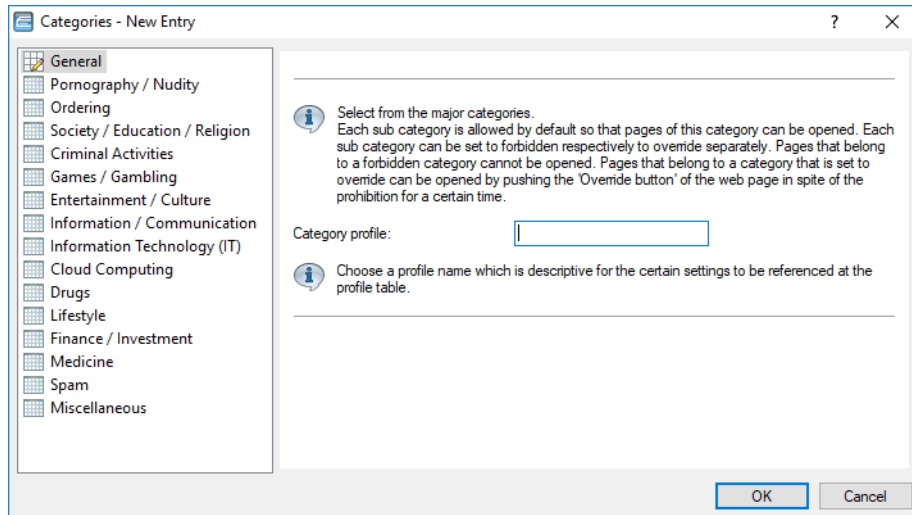 Categories - New Entry
?
General
Pornography / Nudity
Ordering
Society / Education / Religion
Criminal Activities
Games / Gambling
Entertainment / Culture
Information / Communication
Information Technology (IT)
Cloud Computing
Drugs
Lifestyle
Finance / Investment
Medicine
Spam
Miscellaneous
Select from the major categories.
Each sub category is allowed by default so that pages of this category can be opened. Each
sub category can be set to forbidden respectively to override separately. Pages that belong
to a forbidden category cannot be opened. Pages that belong to a category that is set to
override can be opened by pushing the 'Override button' of the web page in spite of the
prohibition for a certain time.
Category profile:
Choose a profile name which is descriptive for the certain settings to be referenced at the
profile table.
OK
Cancel